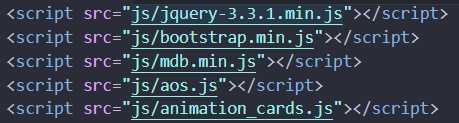 <script src="js/jquery-3.3.1.min.js"></script>
<script src="js/bootstrap.min.js"></script>
<script src="js/mdb.min.js"></script>
<script src="js/aos.js"></script>
<script src="js/animation_cards.js"></script>